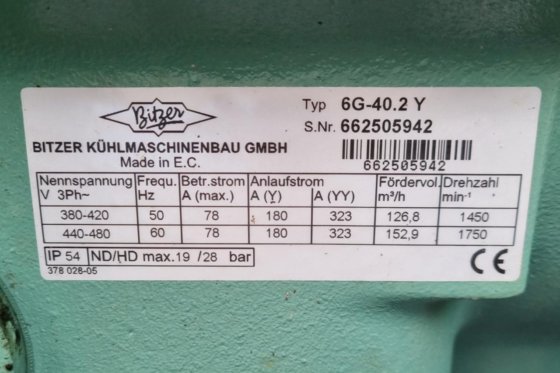 Bitzer
Typ 6G-40.2 Y
S.Nr. 662505942
BITZER KÜHLMASCHINENBAU GMBH
Made in E.C.
662505942
Nennspannung Frequ. Betr.strom Anlaufstrom Fördervol. Drehzahl
V 3Ph~ Hz A (max.) A (Y) A (YY) m³/h min-¹
380-420 50 78 180 323 126,8 1450
440-480 60 78 180 323 152,9 1750
IP 54 ND/HD max.19 /28 bar
378 028-05
CE